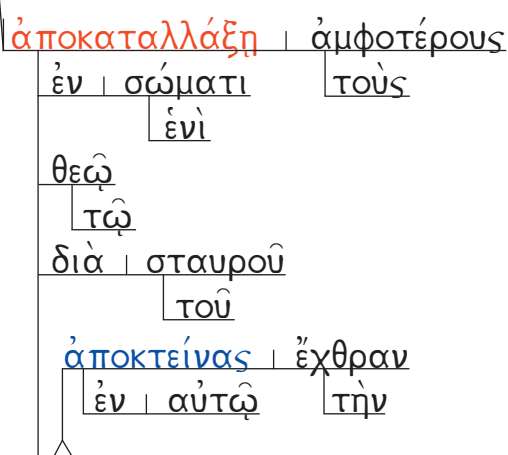 ἀποκαταλλάξῃ ἀμφοτέρους
ἐν σώματι τοὺς
ἑνὶ
θεῷ
τῷ
διὰ σταυροῦ
τοῦ
ἀποκτείνας ἔχθραν
ἐν αὐτῷ τὴν